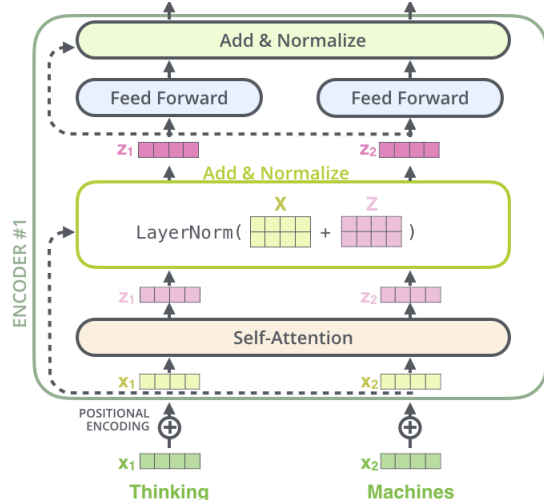 Add & Normalize
Feed Forward
Feed Forward
z1
z2
Add & Normalize
X
Z
LayerNorm( + )
ENCODER #1
z1
z2
Self-Attention
x1
x2
POSITIONAL
ENCODING
x1
x2
Thinking
Machines